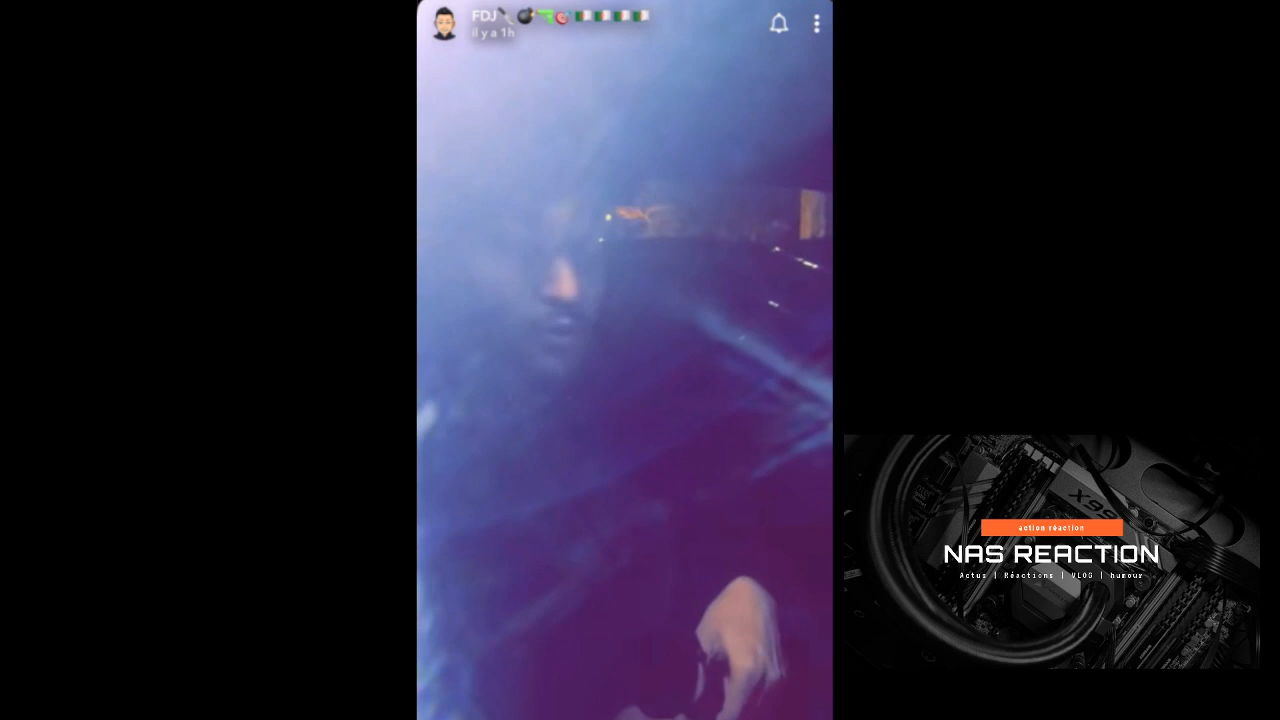 FDJ
il y a 1h
X99
action réaction
NAS REACTION
Actus | Réactions | VLOG | humour